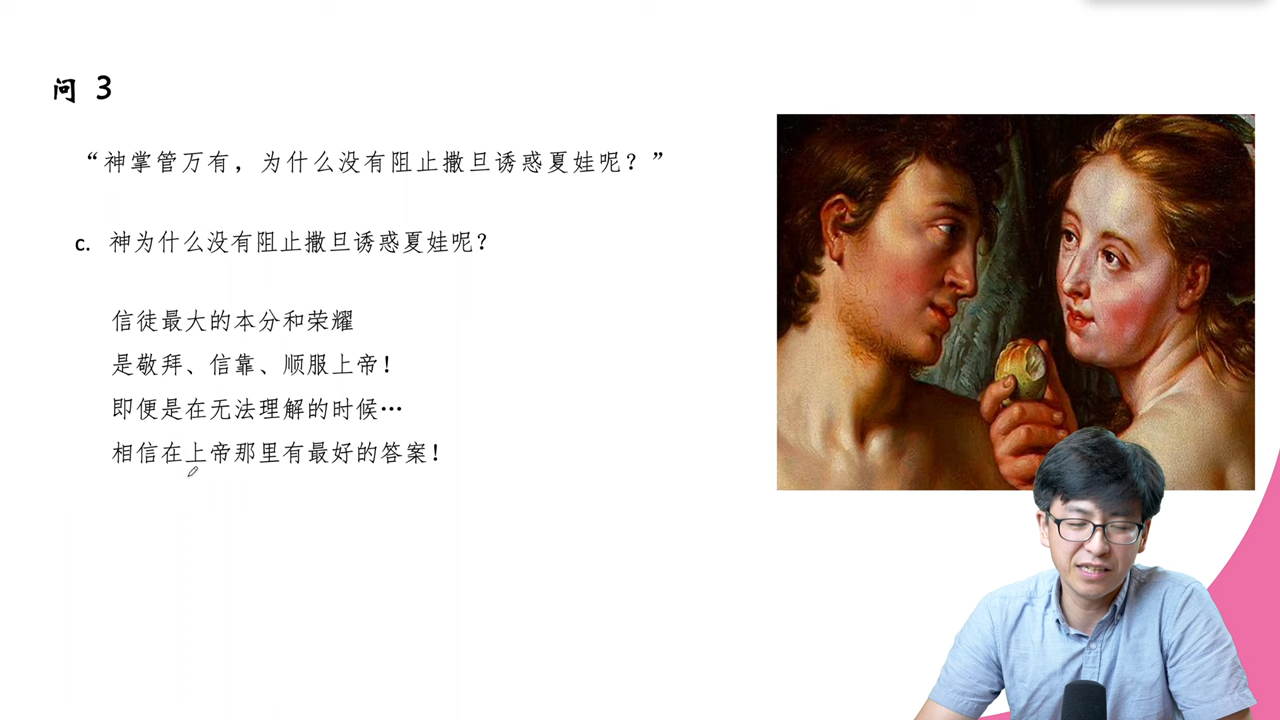 问 3
“神掌管万有，为什么没有阻止撒旦诱惑夏娃呢？”
c. 神为什么没有阻止撒旦诱惑夏娃呢？
信徒最大的本分和荣耀
是敬拜、信靠、顺服上帝！
即便是在无法理解的时候…
相信在上帝那里有最好的答案！